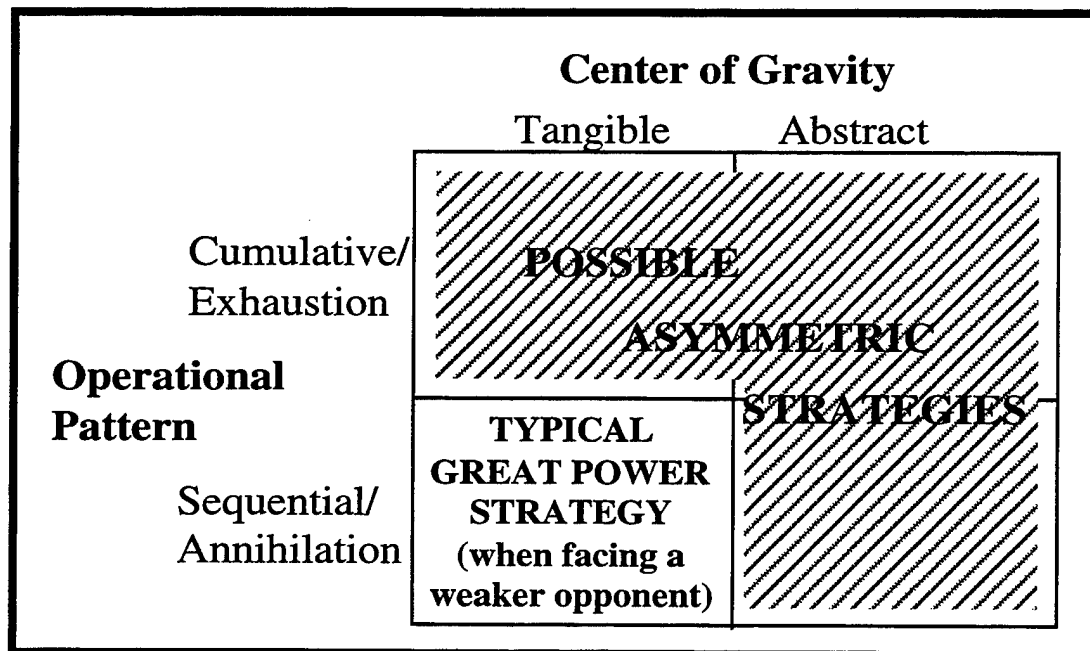 Center of Gravity
Tangible Abstract
Cumulative/
Exhaustion
POSSIBLE
ASYMMETRIC
STRATEGIES
Operational
Pattern
Sequential/
Annihilation
TYPICAL
GREAT POWER
STRATEGY
(when facing a
weaker opponent)